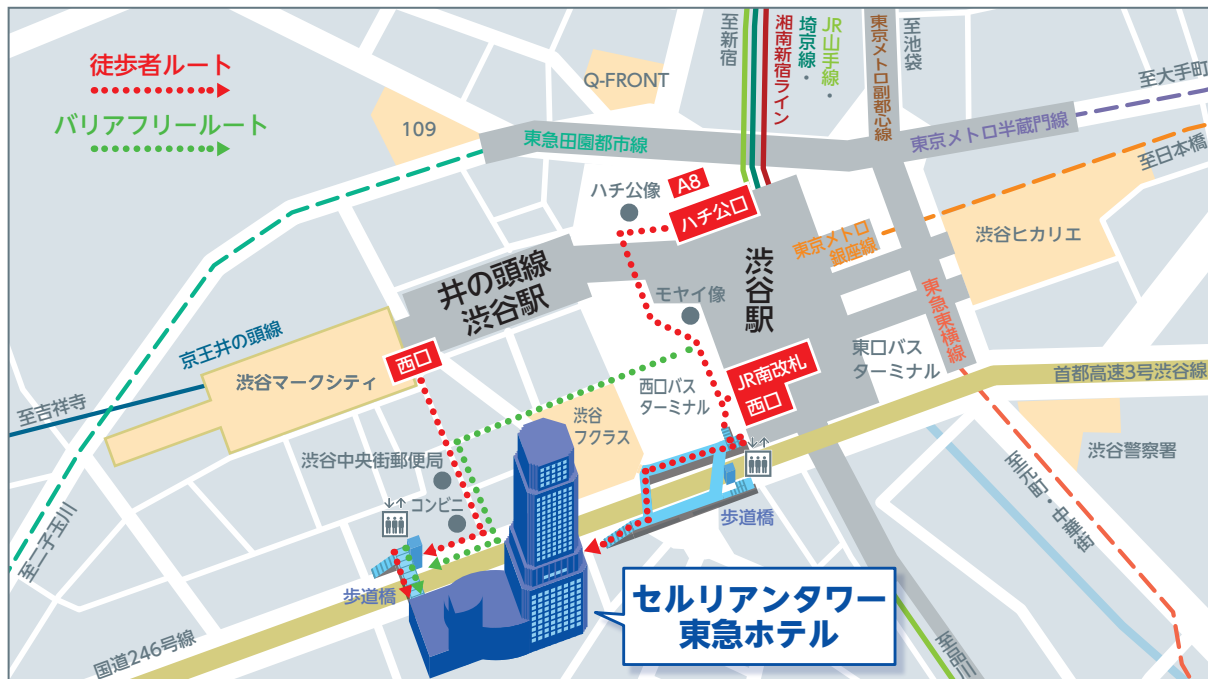 徒歩者ルート
バリアフリールート
Q-FRONT
109
至新宿
湘南新宿ライン
埼京線・
JR山手線・
東京メトロ副都心線
至池袋
至大手町
東急田園都市線
東京メトロ半蔵門線
至日本橋
ハチ公像
A8
ハチ公口
東京メトロ
銀座線
渋谷ヒカリエ
井の頭線
渋谷駅
渋谷駅
モヤイ像
東急東横線
京王井の頭線
西口
渋谷マークシティ
至吉祥寺
JR南改札
西口
東口バス
ターミナル
首都高速3号渋谷線
西口バス
ターミナル
渋谷
フクラス
渋谷中央街郵便局
コンビニ
渋谷警察署
至二子玉川
歩道橋
至元町・中華街
歩道橋
セルリアンタワー
東急ホテル
国道246号線
至品川